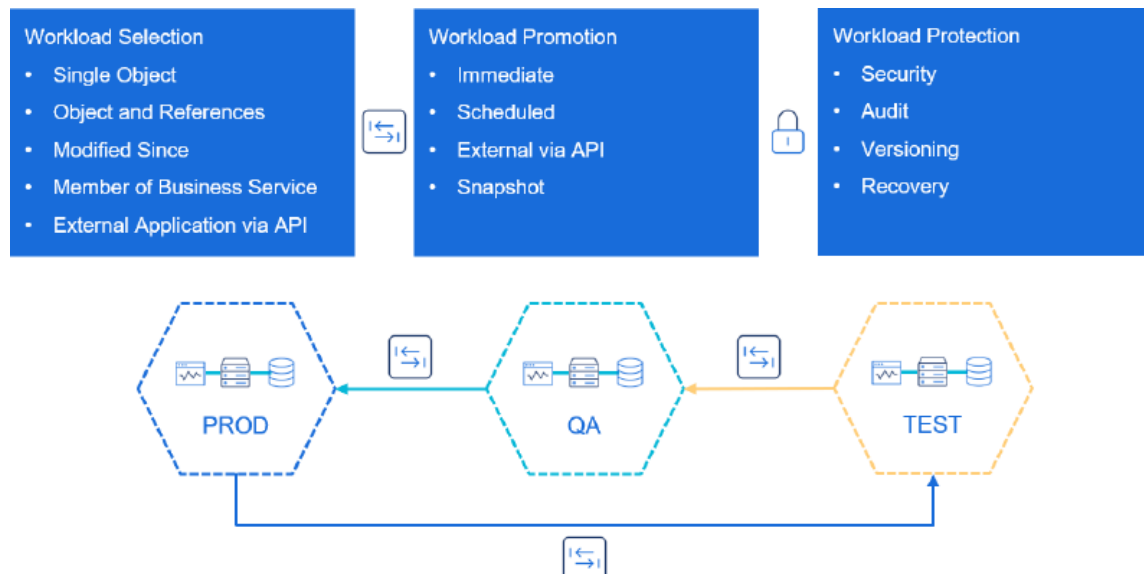 Workload Selection
• Single Object
• Object and References
• Modified Since
• Member of Business Service
• External Application via API
Workload Promotion
• Immediate
• Scheduled
• External via API
• Snapshot
Workload Protection
• Security
• Audit
• Versioning
• Recovery
PROD
QA
TEST